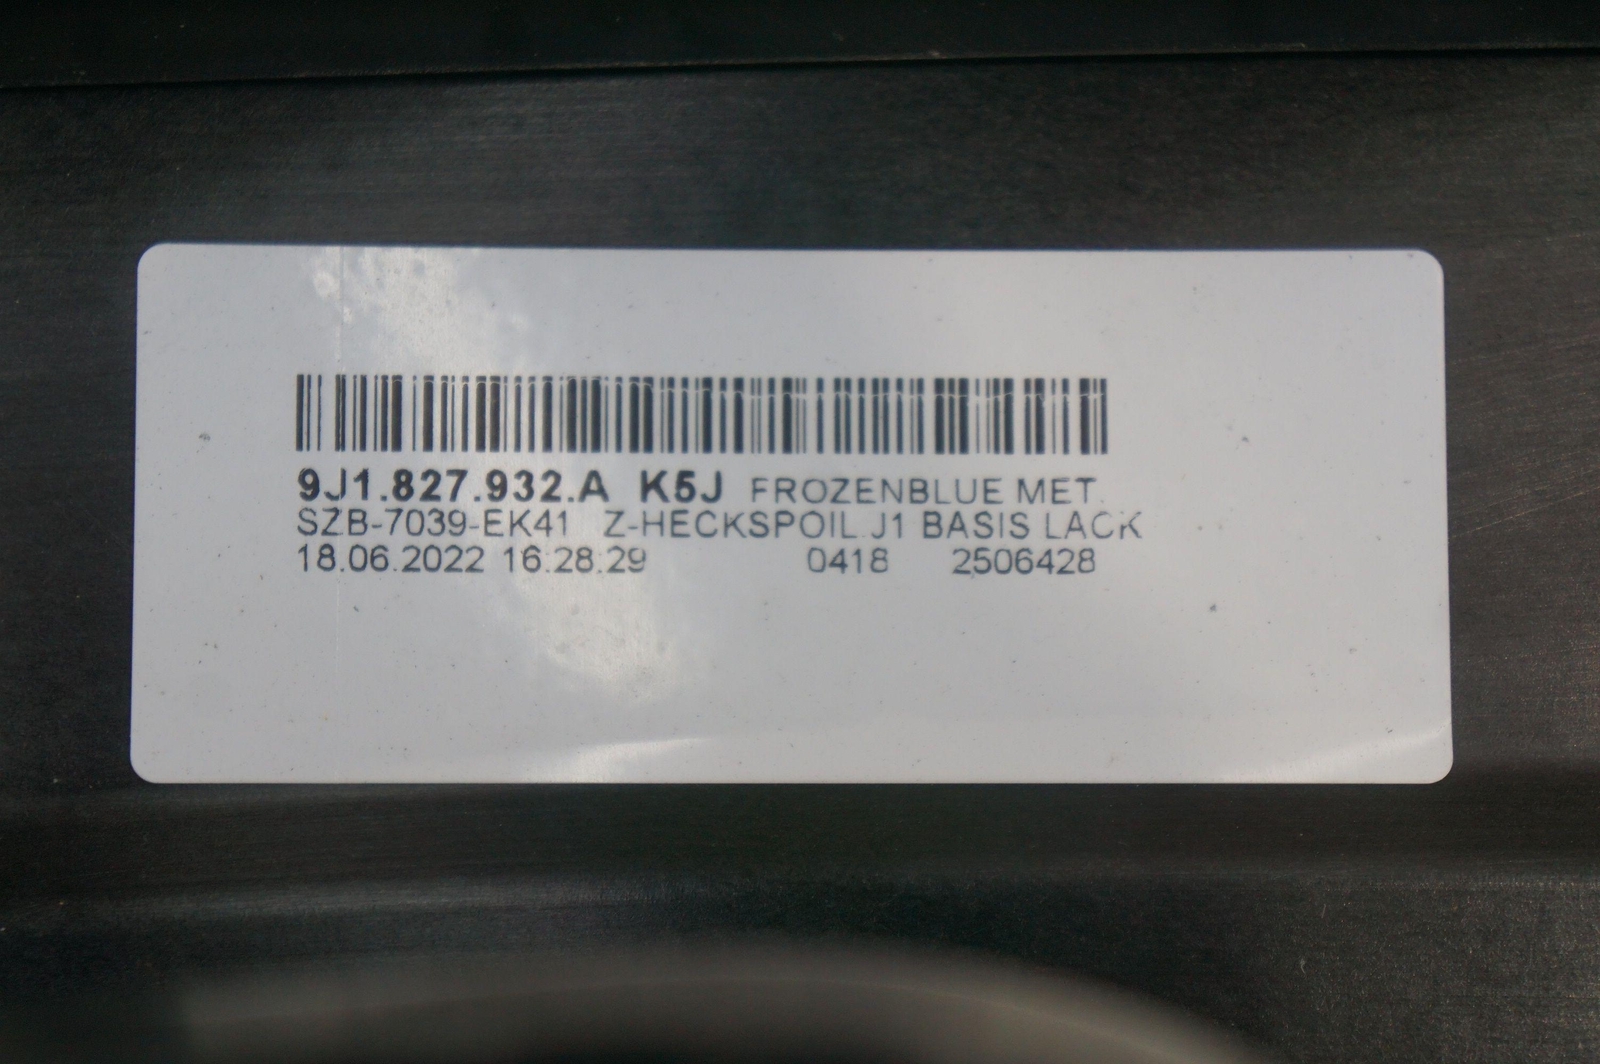 9J1.827.932.A K5J FROZENBLUE MET.
SZB-7039-EK41 Z-HECKSPOIL.J1 BASIS LACK
18.06.2022 16:28:29 0418 2506428